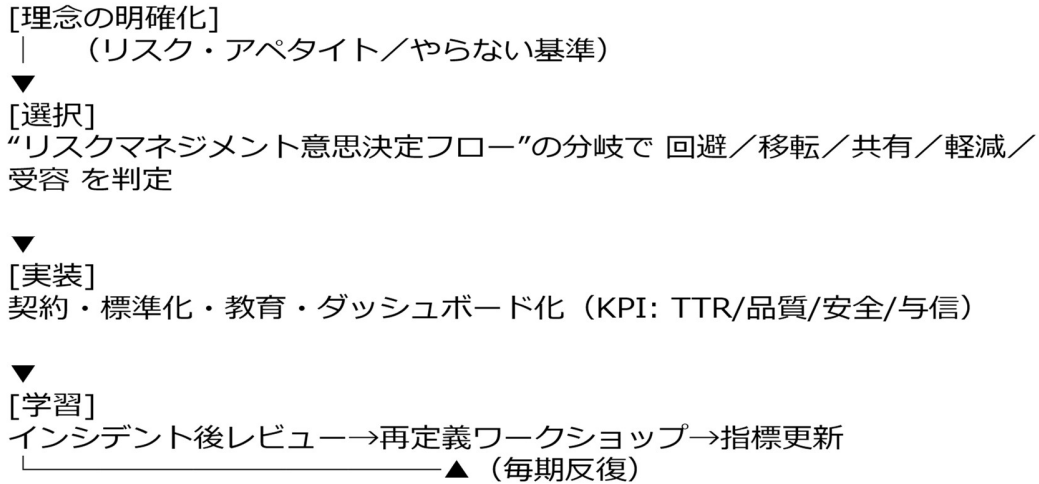 [理念の明確化]
│　（リスク・アペタイト／やらない基準）
▼
[選択]
“リスクマネジメント意思決定フロー”の分岐で 回避／移転／共有／軽減／
受容 を判定
▼
[実装]
契約・標準化・教育・ダッシュボード化（KPI: TTR/品質/安全/与信）
▼
[学習]
インシデント後レビュー→再定義ワークショップ→指標更新
└──────────────▲（毎期反復）